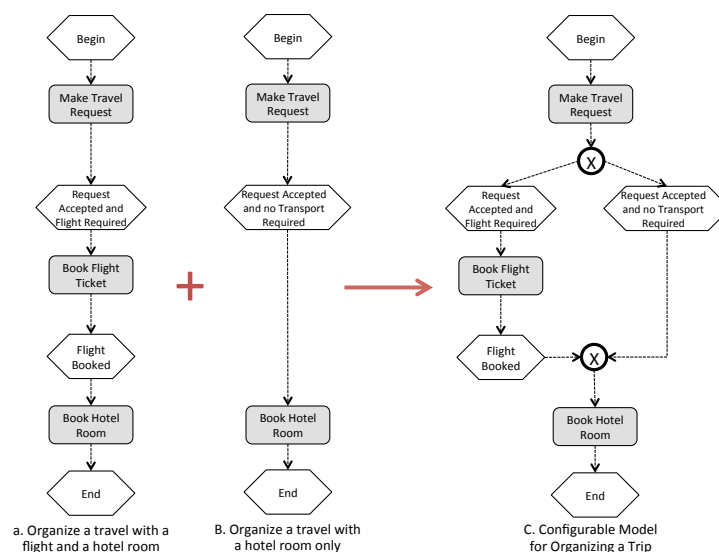 Begin
Make Travel
Request
Request
Accepted and
Flight Required
Book Flight
Ticket
Flight
Booked
Book Hotel
Room
End
a. Organize a travel with a
flight and a hotel room
+
Begin
Make Travel
Request
Request Accepted
and no Transport
Required
Book Hotel
Room
End
B. Organize a travel with
a hotel room only
Begin
Make Travel
Request
X
Request
Accepted and
Flight Required
Request Accepted
and no Transport
Required
Book Flight
Ticket
Flight
Booked
X
Book Hotel
Room
End
C. Configurable Model
for Organizing a Trip